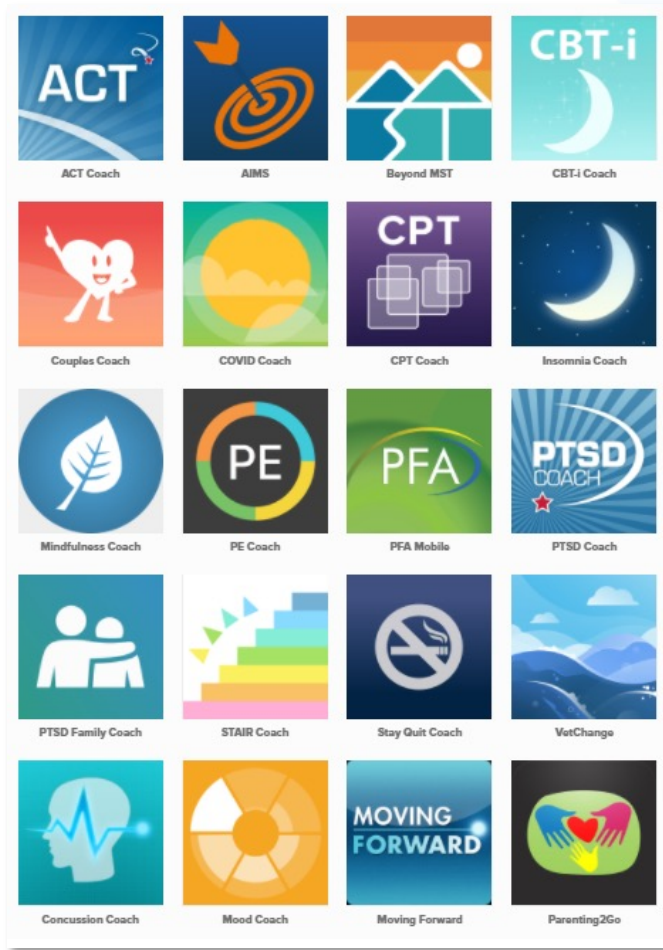 ACT
ACT Coach
AIMS
Beyond MST
CBT-i
CBT-i Coach
Couples Coach
COVID Coach
CPT
CPT Coach
Insomnia Coach
Mindfulness Coach
PE
PE Coach
PFA
PFA Mobile
PTSD
COACH
PTSD Coach
PTSD Family Coach
STAIR Coach
Stay Quit Coach
VetChange
Concussion Coach
Mood Coach
MOVING
FORWARD
Moving Forward
Parenting2Go